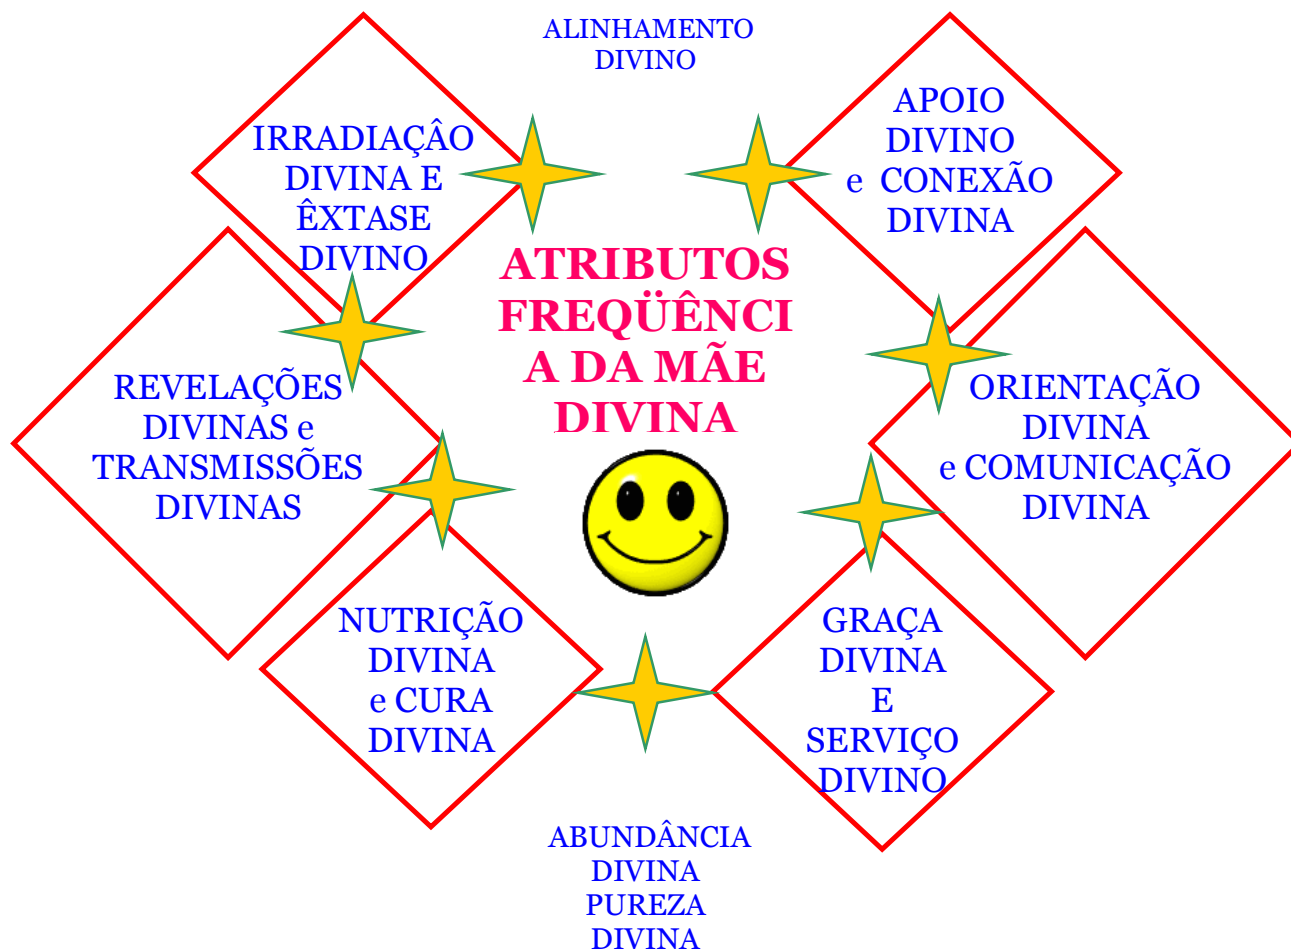 ALINHAMENTO
DIVINO
IRRADIAÇÂO
DIVINA E
ÊXTASE
DIVINO
APOIO
DIVINO
e CONEXÃO
DIVINA
ATRIBUTOS
FREQÜÊNCI
A DA MÃE
DIVINA
REVELAÇÕES
DIVINAS e
TRANSMISSÕES
DIVINAS
ORIENTAÇÃO
DIVINA
e COMUNICAÇÃO
DIVINA
NUTRIÇÃO
DIVINA
e CURA
DIVINA
GRAÇA
DIVINA
E
SERVIÇO
DIVINO
ABUNDÂNCIA
DIVINA
PUREZA
DIVINA